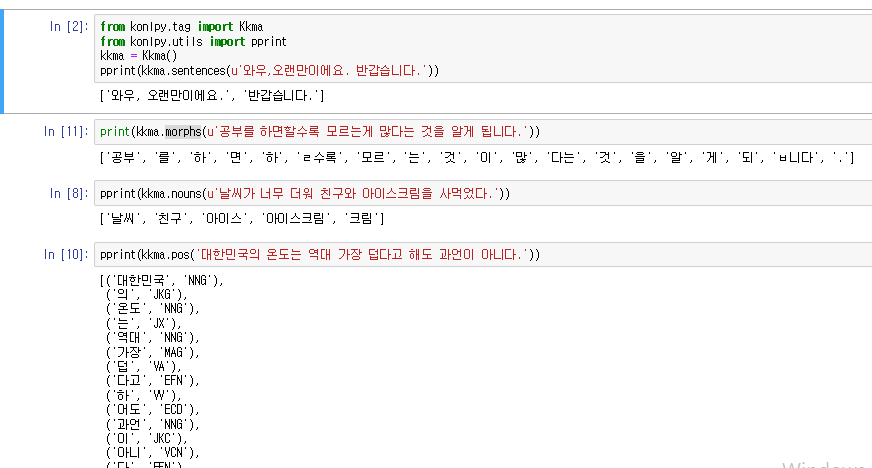 In [2]: from konlpy.tag import Kkma
from konlpy.utils import pprint
kkma = Kkma()
pprint(kkma.sentences(u'와우,오랜만이에요. 반갑습니다.'))
['와우, 오랜만이에요.', '반갑습니다.']
In [11]: print(kkma.morphs(u'공부를 하면할수록 모르는게 많다는 것을 알게 됩니다.'))
['공부', '를', '하', '면', '하', 'ㄹ수록', '모르', '는', '것', '이', '많', '다는', '것', '을', '알', '게', '되', 'ㅂ니다', '.']
In [8]: pprint(kkma.nouns(u'날씨가 너무 더워 친구와 아이스크림을 사먹었다.'))
['날씨', '친구', '아이스', '아이스크림', '크림']
In [10]: pprint(kkma.pos('대한민국의 온도는 역대 가장 덥다고 해도 과언이 아니다.'))
[('대한민국', 'NNG'),
('의', 'JKG'),
('온도', 'NNG'),
('는', 'JX'),
('역대', 'NNG'),
('가장', 'MAG'),
('덥', 'VA'),
('다고', 'EFN'),
('하', 'VV'),
('어도', 'ECD'),
('과언', 'NNG'),
('이', 'JKC'),
('아니', 'VCN'),
('다', 'EFN'),
Windows